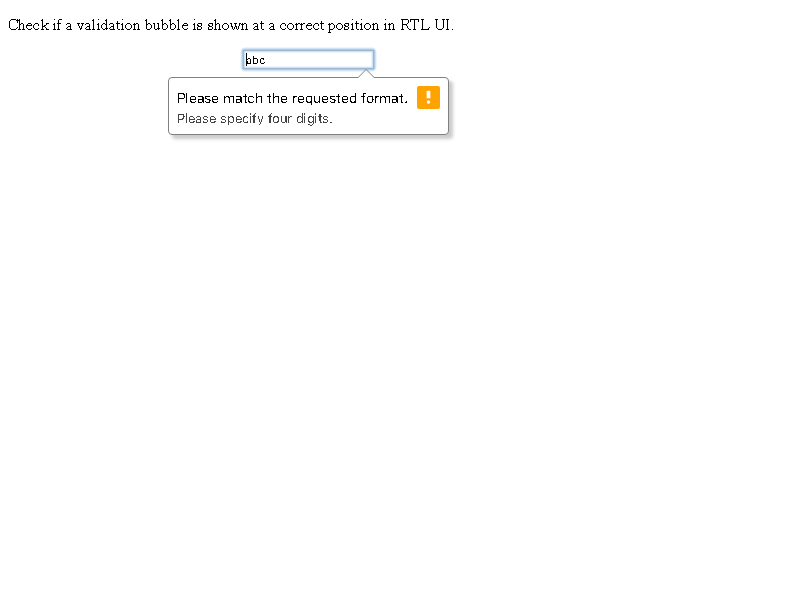 Check if a validation bubble is shown at a correct position in RTL UI.
abc
Please match the requested format.
Please specify four digits.